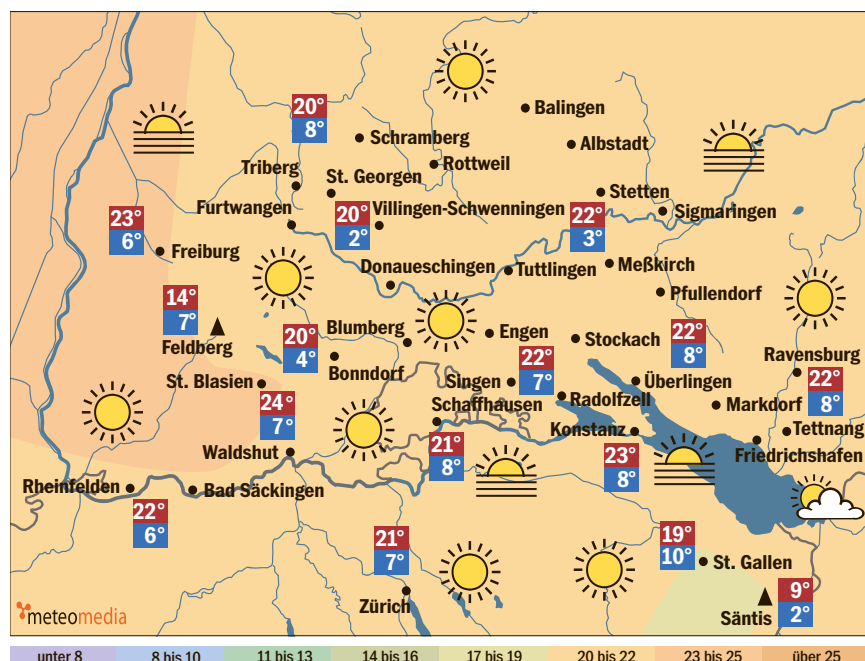 20°
8°
Balingen
Schramberg
Albstadt
Rottweil
Triberg
St. Georgen
Stetten
Furtwangen
20°
2°
Villingen-Schwenningen
22°
3°
Sigmaringen
23°
6°
Freiburg
Donaueschingen
Tuttlingen
Meßkirch
14°
7°
Feldberg
Pfullendorf
20°
4°
Blumberg
Bonndorf
Engen
Stockach
22°
8°
Ravensburg
22°
8°
St. Blasien
24°
7°
Singen
22°
7°
Radolfzell
Überlingen
Markdorf
Schaffhausen
21°
8°
Konstanz
23°
8°
Tettnang
Friedrichshafen
Waldshut
Rheinfelden
22°
6°
Bad Säckingen
21°
7°
Zürich
19°
10°
St. Gallen
Säntis
9°
2°
meteomedia
unter 8
8 bis 10
11 bis 13
14 bis 16
17 bis 19
20 bis 22
23 bis 25
über 25